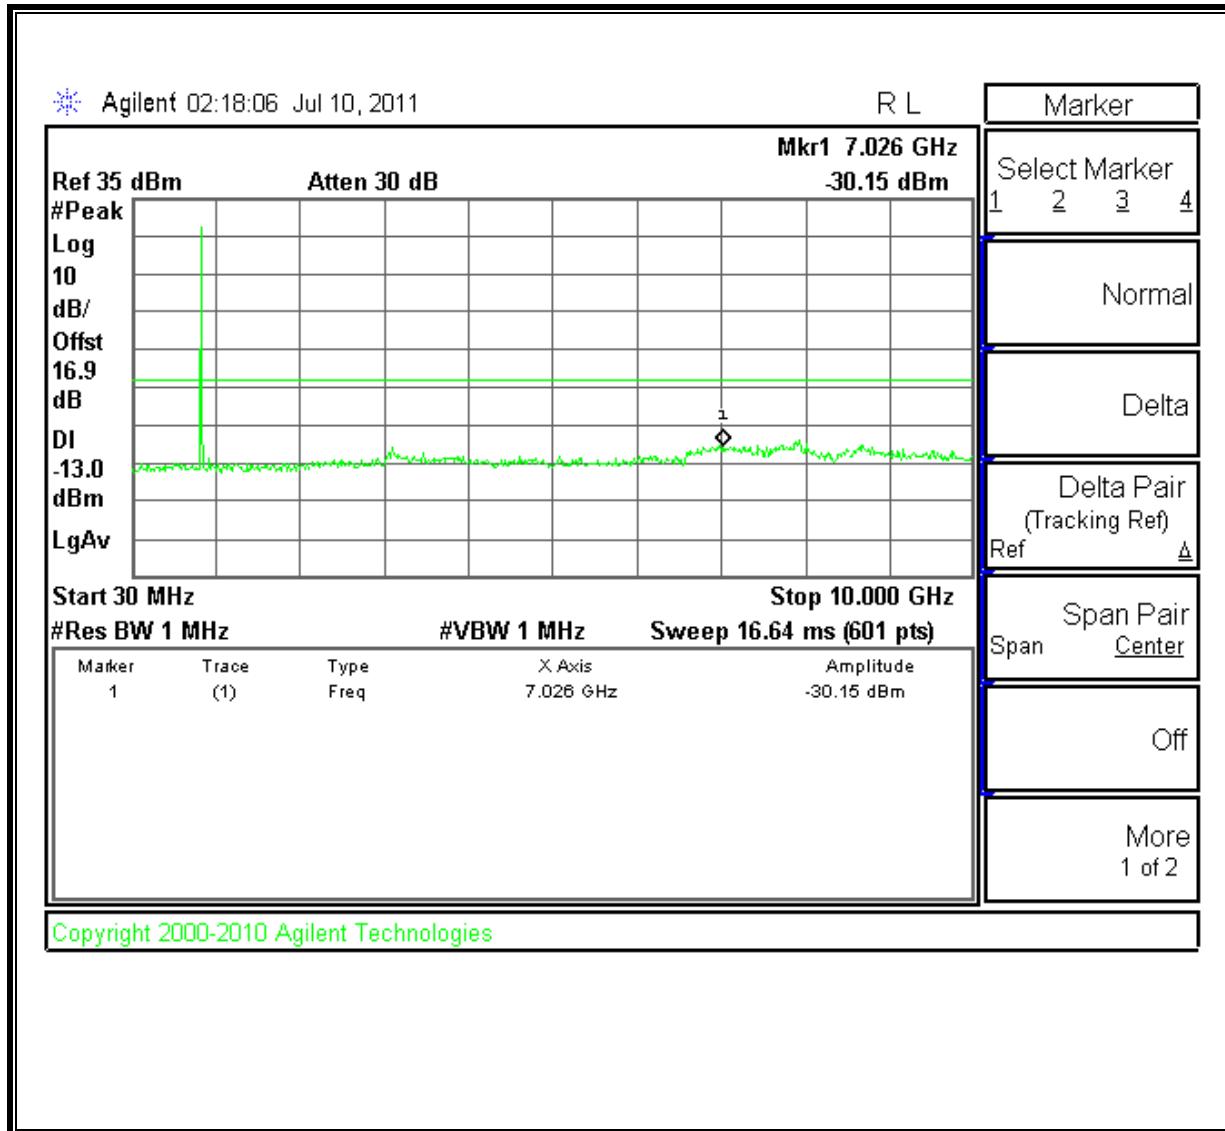 Agilent 02:18:06 Jul 10, 2011 R L
Mkr1 7.026 GHz
Ref 35 dBm Atten 30 dB -30.15 dBm
#Peak
Log
10
dB/
Offst
16.9
dB
DI
-13.0
dBm
LgAv
1
Start 30 MHz Stop 10.000 GHz
#Res BW 1 MHz #VBW 1 MHz Sweep 16.64 ms (601 pts)
Marker Trace Type X Axis Amplitude
1 (1) Freq 7.026 GHz -30.15 dBm
Copyright 2000-2010 Agilent Technologies
Marker
Select Marker
1 2 3 4
Normal
Delta
Delta Pair
(Tracking Ref)
Ref Δ
Span Pair
Span Center
Off
More
1 of 2